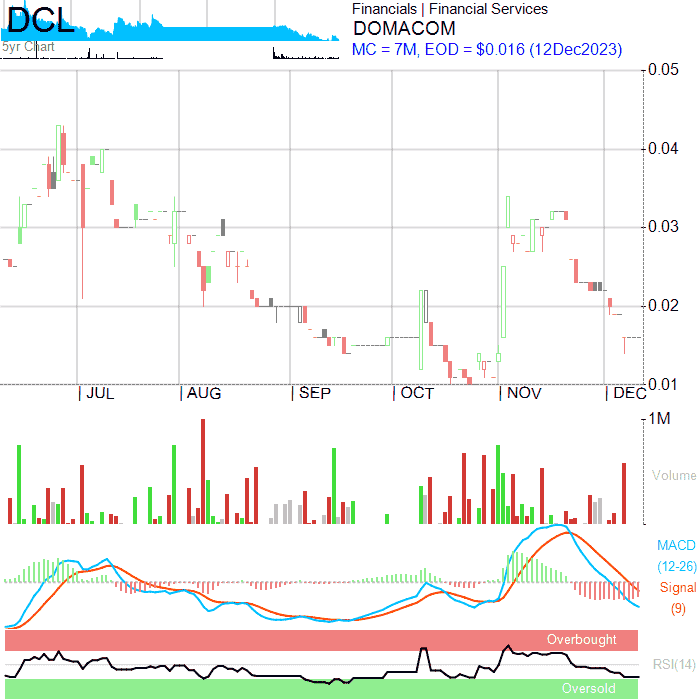 DCL
5yr Chart
Financials | Financial Services
DOMACOM
MC = 7M, EOD = $0.016 (12Dec2023)
0.05
0.04
0.03
0.02
0.01
JUL AUG SEP OCT NOV DEC
1M
Volume
MACD
(12-26)
Signal
(9)
Overbought
RSI(14)
Oversold